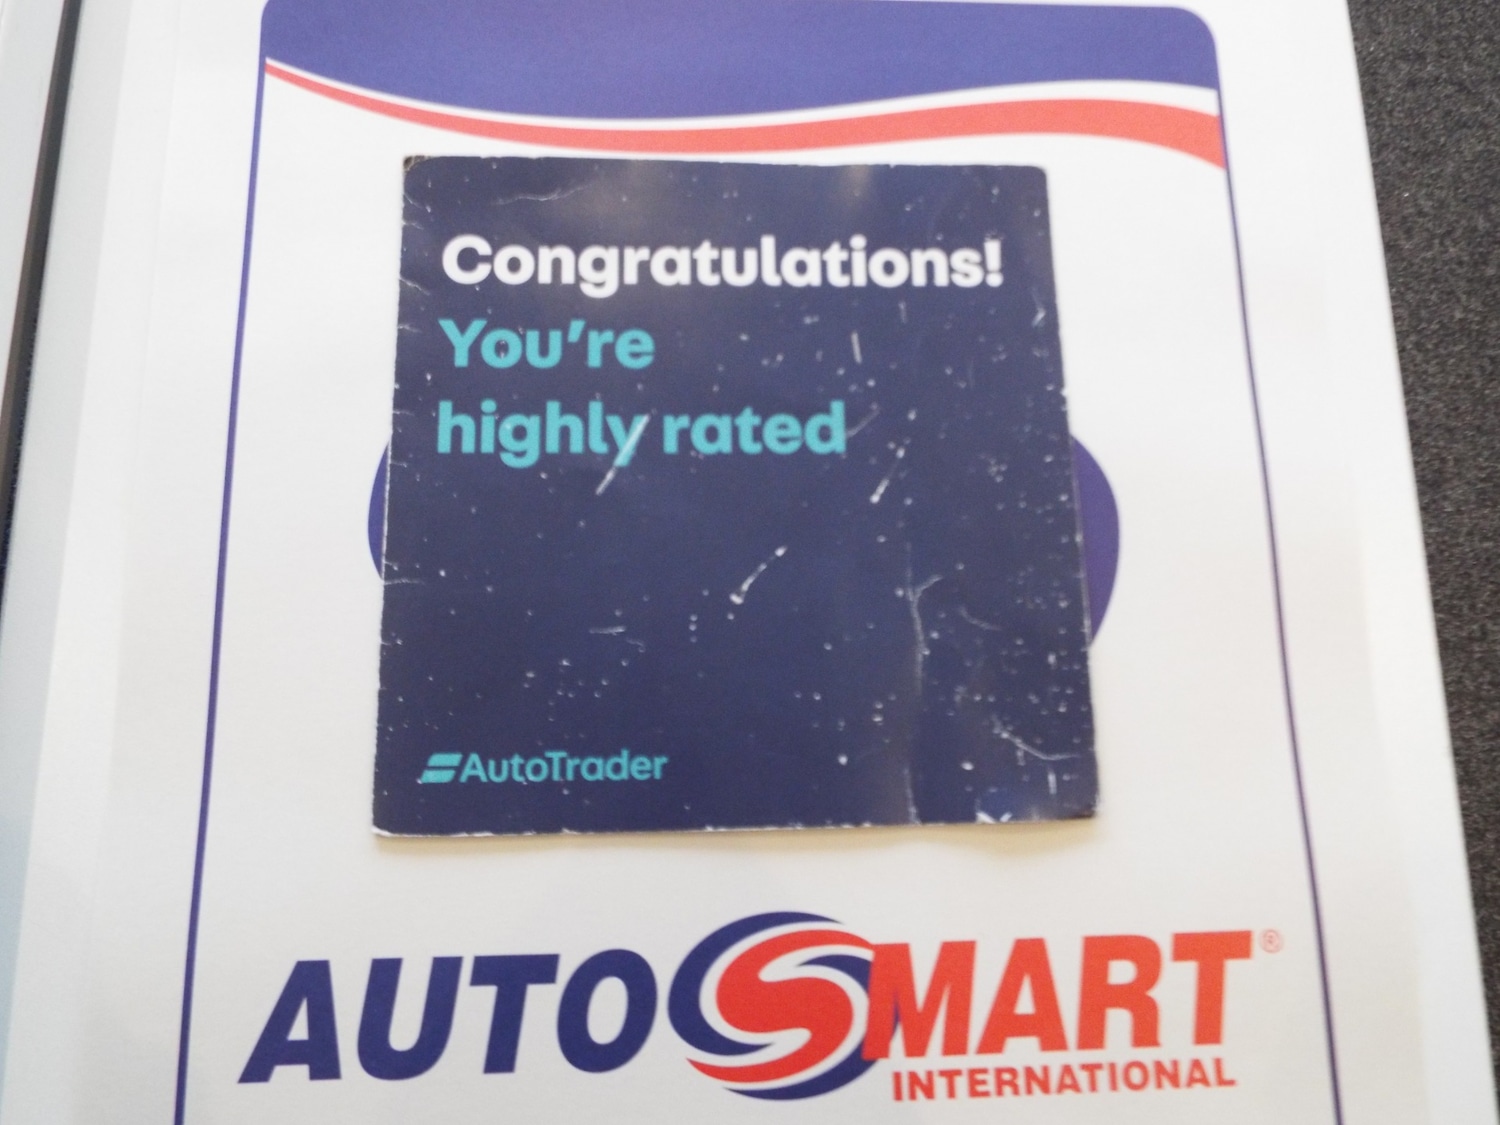 Congratulations!
You're
highly rated
AutoTrader
AUTOSMART®
INTERNATIONAL